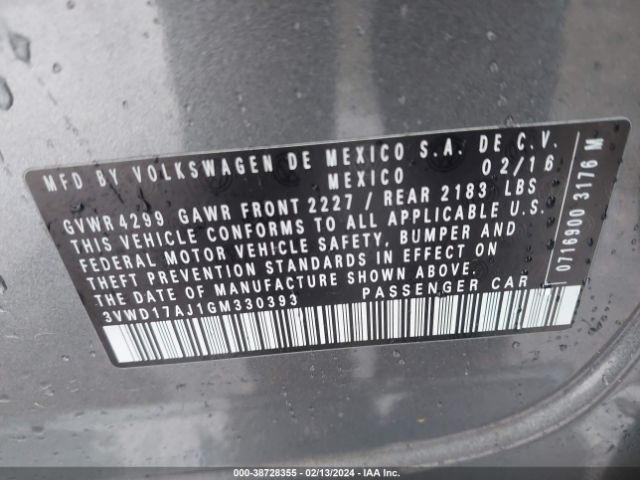 MFD BY VOLKSWAGEN DE MEXICO S.A. DE C.V.
MEXICO 02/16
GVWR 4299 GAWR FRONT 2227 / REAR 2183 LBS
THIS VEHICLE CONFORMS TO ALL APPLICABLE U.S.
FEDERAL MOTOR VEHICLE SAFETY, BUMPER AND
THEFT PREVENTION STANDARDS IN EFFECT ON
THE DATE OF MANUFACTURE SHOWN ABOVE.
3VWD17AJ1GM330393 PASSENGER CAR
0716900 3176 M
000-38728355 - 02/13/2024 - IAA Inc.